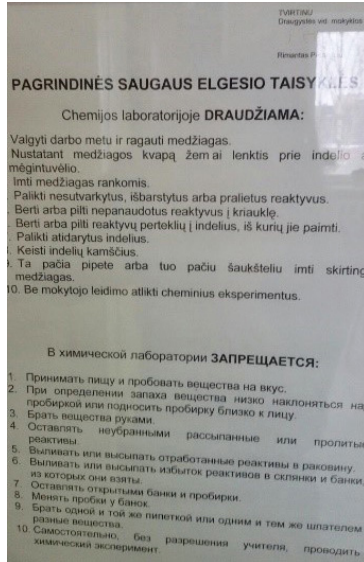 TVIRTINU
Draugystės vid. mokyklos
Rimantas
PAGRINDINĖS SAUGAUS ELGESIO TAISYKLĖS
Chemijos laboratorijoje DRAUDŽIAMA:
Valgyti darbo metu ir ragauti medžiagas.
Nustatant medžiagos kvapą žemai lenktis prie indelio a
mėgintuvėlio.
Imti medžiagas rankomis.
Palikti nesutvarkytus, išbarstytus arba pralietus reaktyvus.
Berti arba pilti nepanaudotus reaktyvus į kriauklę.
Berti arba pilti reaktyvų perteklių į indelius, iš kurių jie paimti.
Palikti atidarytus indelius.
Keisti indelių kamščius.
Ta pačia pipete arba tuo pačiu šaukšteliu imti skirting
medžiagas.
10. Be mokytojo leidimo atlikti cheminius eksperimentus.
В химической лаборатории ЗАПРЕЩАЕТСЯ:
1. Принимать пищу и пробовать вещества на вкус.
2. При определении запаха вещества низко наклоняться на
пробиркой или подносить пробирку близко к лицу.
3. Брать вещества руками.
4. Оставлять неубранными рассыпанные или пролитые
реактивы.
5. Выливать или высыпать отработанные реактивы в раковину.
6. Выливать или высыпать избыток реактивов в склянки и банки,
из которых они взяты.
7. Оставлять открытыми банки и пробирки.
8. Менять пробки у банок.
9. Брать одной и той же пипеткой или одним и тем же шпателем
разные вещества.
10. Самостоятельно, без разрешения учителя, проводить
химический эксперимент.